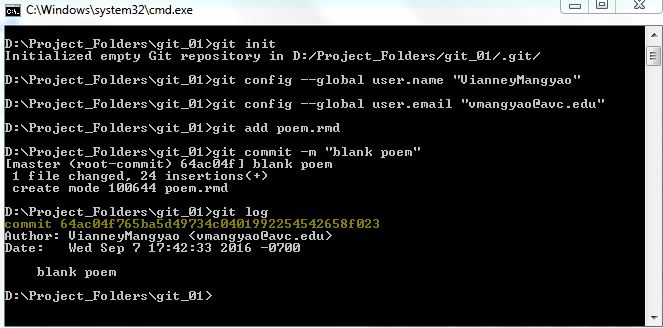 C:\Windows\system32\cmd.exe
D:\Project_Folders\git_01>git init
Initialized empty Git repository in D:/Project_Folders/git_01/.git/
D:\Project_Folders\git_01>git config --global user.name "VianneyMangyao"
D:\Project_Folders\git_01>git config --global user.email "vmangyao@avc.edu"
D:\Project_Folders\git_01>git add poem.rmd
D:\Project_Folders\git_01>git commit -m "blank poem"
[master (root-commit) 64ac04f] blank poem
 1 file changed, 24 insertions(+)
 create mode 100644 poem.rmd
D:\Project_Folders\git_01>git log
commit 64ac04f765ba5d49734c0401992254542658f023
Author: VianneyMangyao <vmangyao@avc.edu>
Date:   Wed Sep 7 17:42:33 2016 -0700
    blank poem
D:\Project_Folders\git_01>